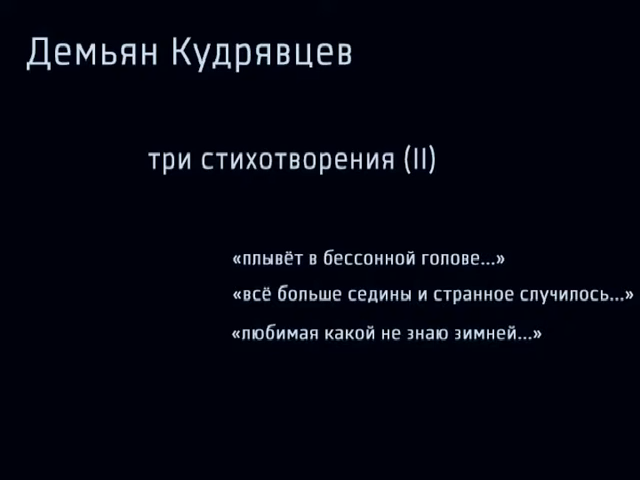 Демьян Кудрявцев
три стихотворения (II)
«плывёт в бессонной голове...»
«всё больше седины и странное случилось...»
«любимая какой не знаю зимней...»